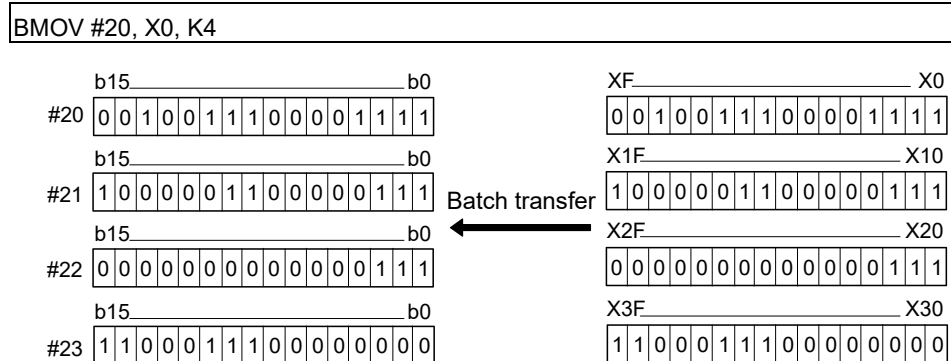 BMOV #20, X0, K4
b15 b0 XF X0
#20 0 0 1 0 0 1 1 1 0 0 0 0 1 1 1 1 0 0 1 0 0 1 1 1 0 0 0 0 1 1 1 1
b15 b0 X1F X10
#21 1 0 0 0 0 0 1 1 0 0 0 0 0 1 1 1 Batch transfer 1 0 0 0 0 0 1 1 0 0 0 0 0 1 1 1
b15 b0 X2F X20
#22 0 0 0 0 0 0 0 0 0 0 0 0 0 1 1 1 0 0 0 0 0 0 0 0 0 0 0 0 0 1 1 1
b15 b0 X3F X30
#23 1 1 0 0 0 1 1 1 0 0 0 0 0 0 0 0 1 1 0 0 0 1 1 1 0 0 0 0 0 0 0 0